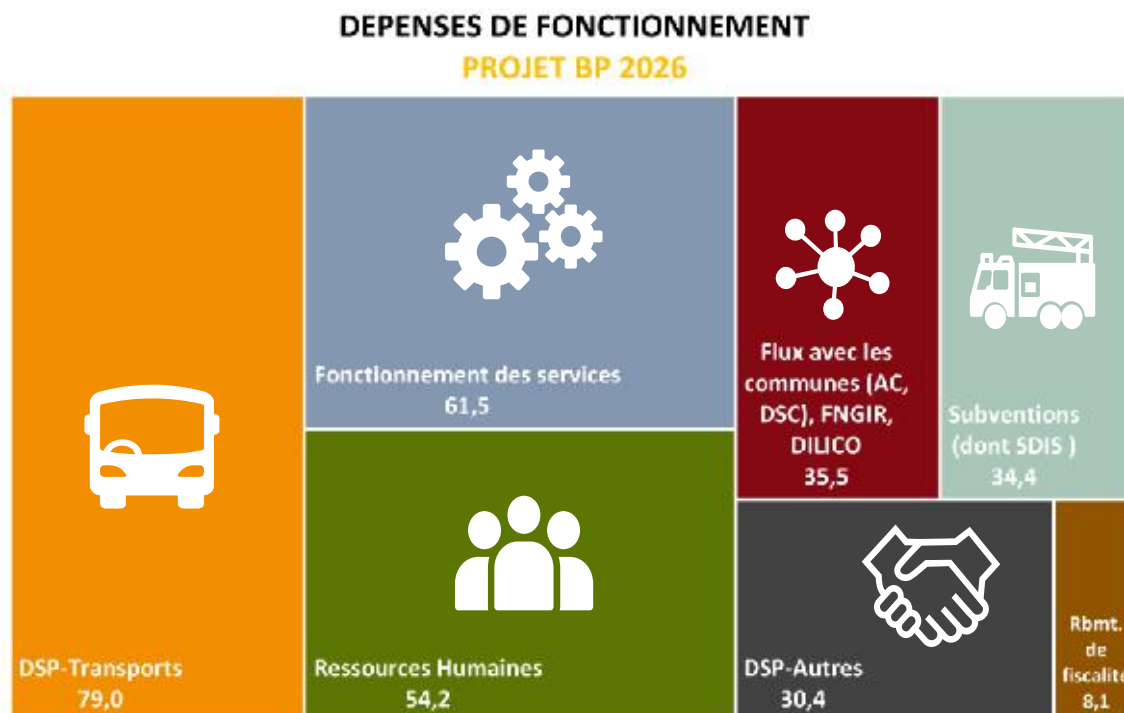 DEPENSES DE FONCTIONNEMENT
PROJET BP 2026
DSP-Transports
79,0
Fonctionnement des services
61,5
Ressources Humaines
54,2
Flux avec les
communes (AC,
DSC), FNGIR,
DILICO
35,5
Subventions
(dont SDIS )
34,4
DSP-Autres
30,4
Rbmt.
de
fiscalité
8,1